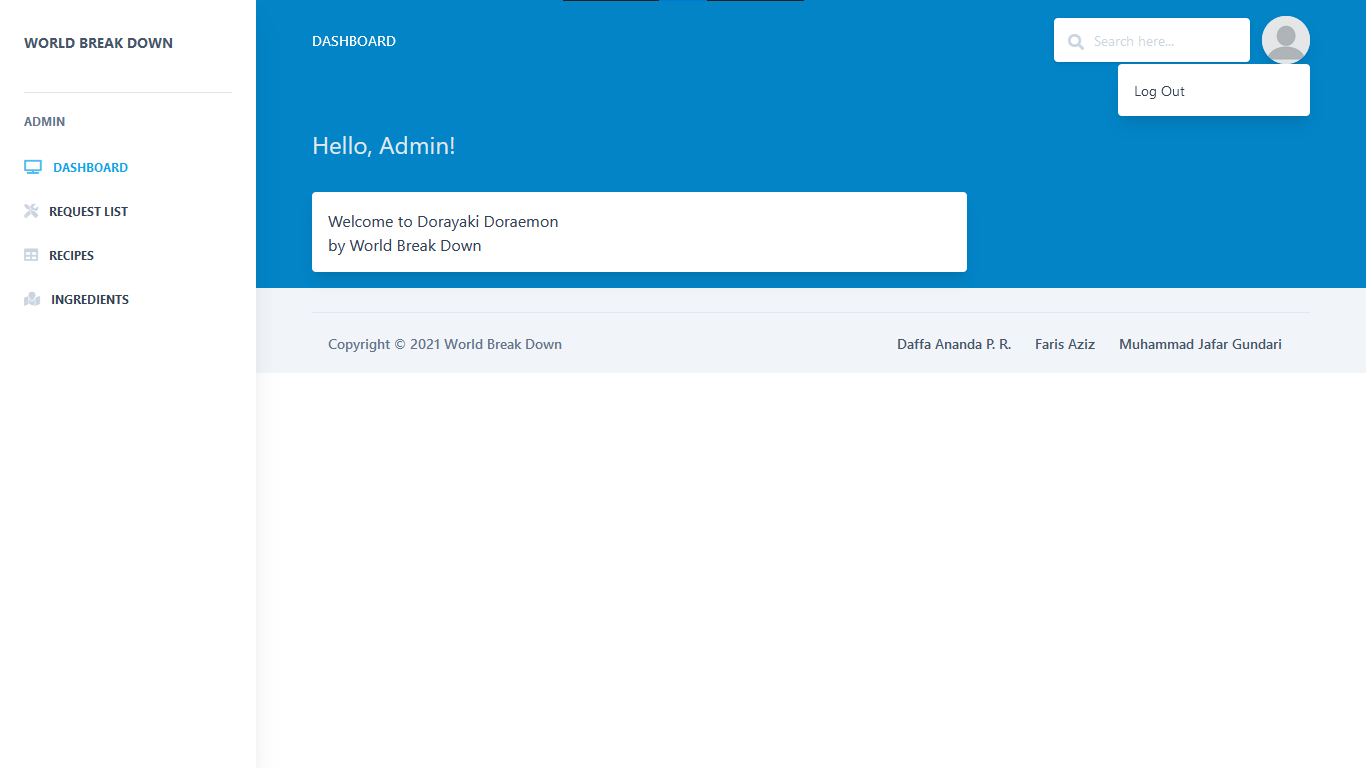 WORLD BREAK DOWN
ADMIN
DASHBOARD
REQUEST LIST
RECIPES
INGREDIENTS
DASHBOARD
Search here...
Log Out
Hello, Admin!
Welcome to Dorayaki Doraemon
by World Break Down
Copyright © 2021 World Break Down
Daffa Ananda P. R. Faris Aziz Muhammad Jafar Gundari